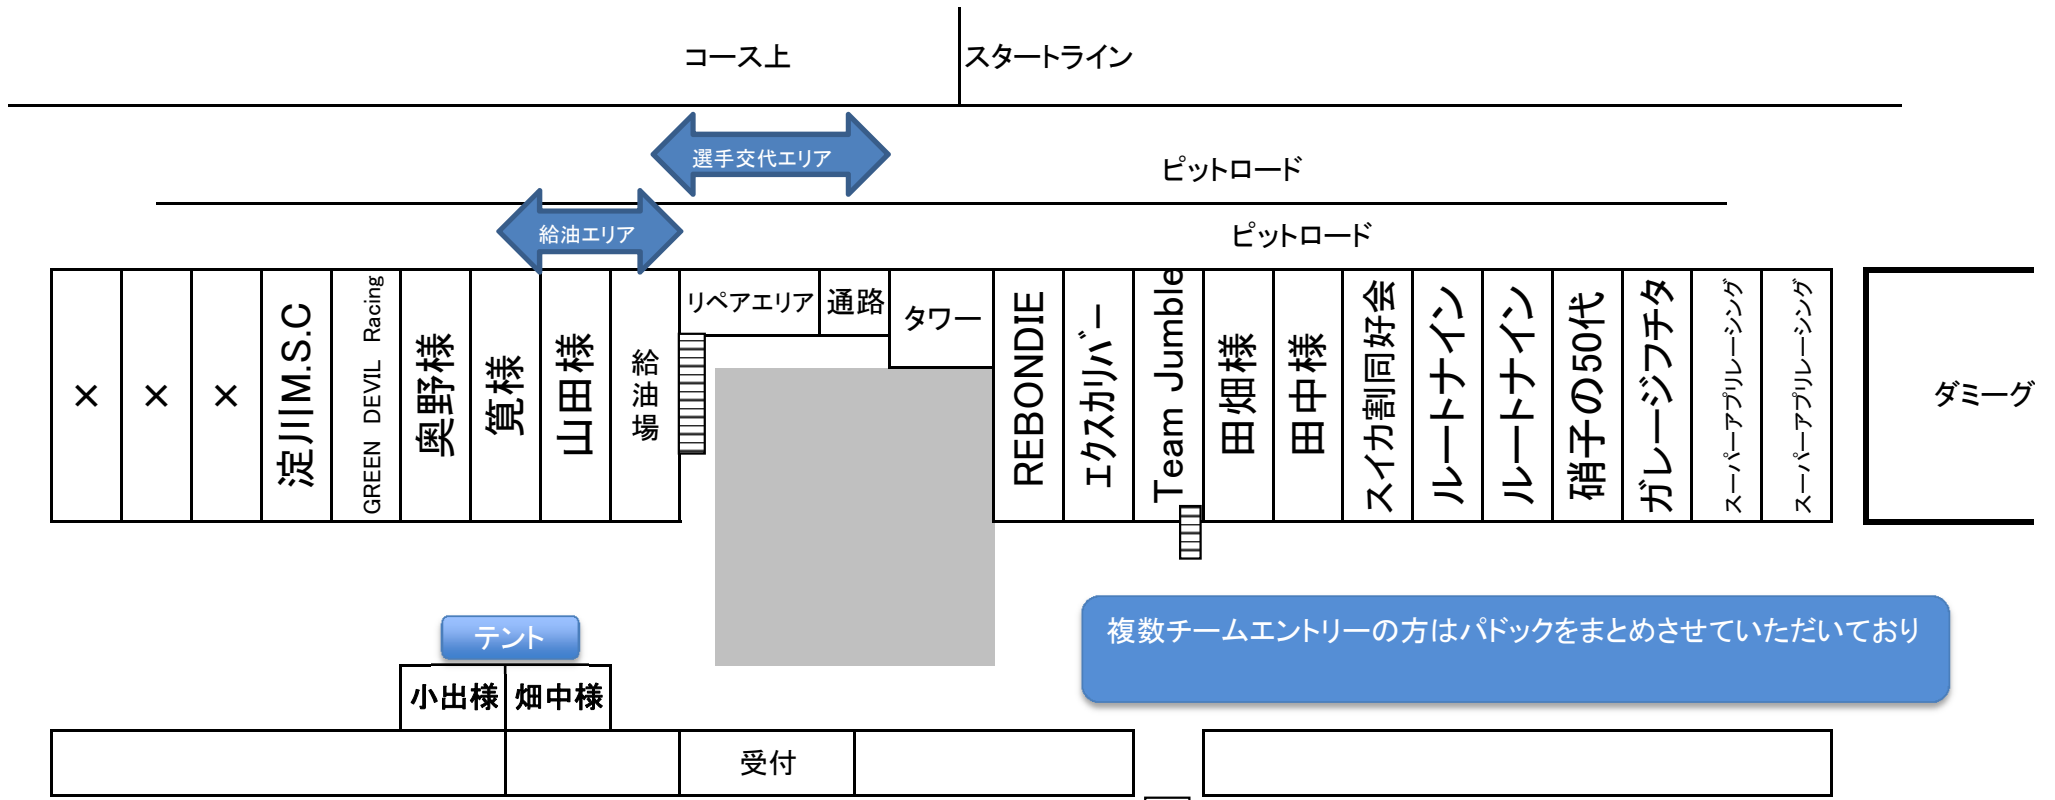 コース上
スタートライン
選手交代エリア
ピットロード
給油エリア
ピットロード
×
×
×
淀川M.S.C
GREEN DEVIL Racing
奥野様
筧様
山田様
給油場
リペアエリア
通路
タワー
REBONDIE
エクスカリバー
Team Jumble
田畑様
田中様
スイカ割同好会
ルートナイン
ルートナイン
硝子の50代
ガレージフチタ
スーパーアプリレーシング
スーパーアプリレーシング
ダミーグ
テント
複数チームエントリーの方はパドックをまとめさせていただいており
小出様
畑中様
受付